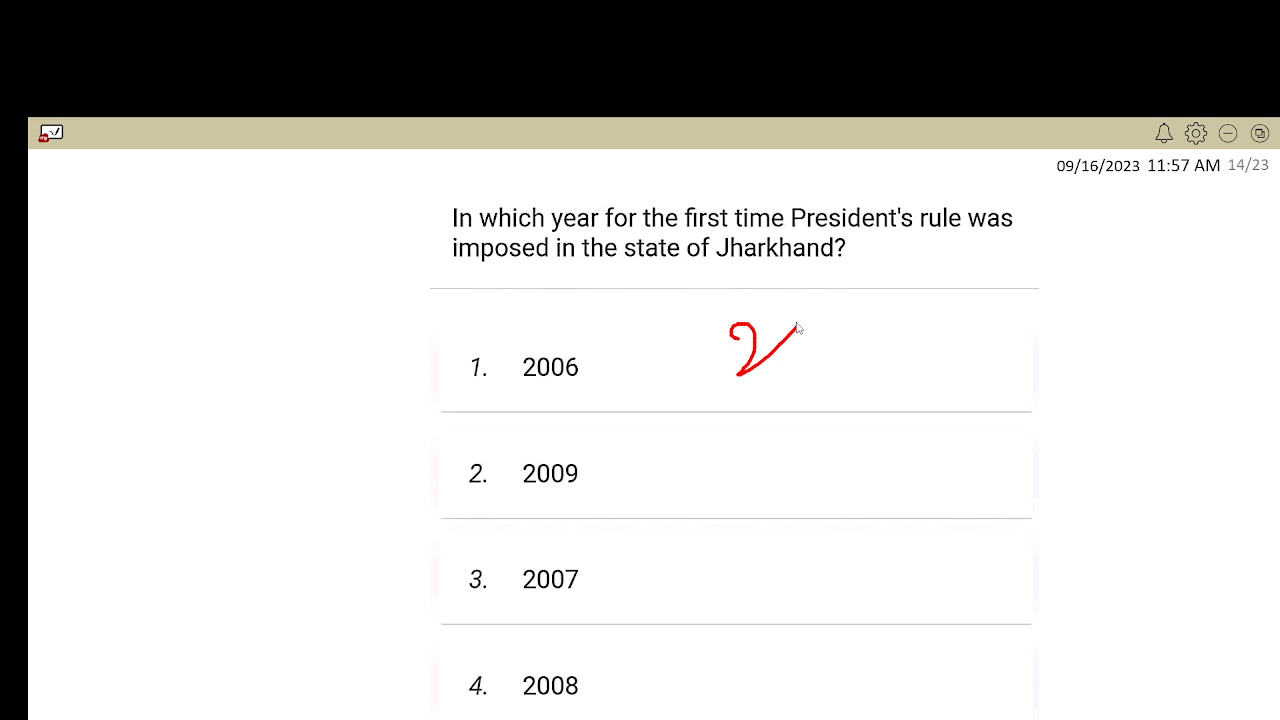 09/16/2023 11:57 AM 14/23
In which year for the first time President's rule was
imposed in the state of Jharkhand?
1. 2006
2. 2009
3. 2007
4. 2008